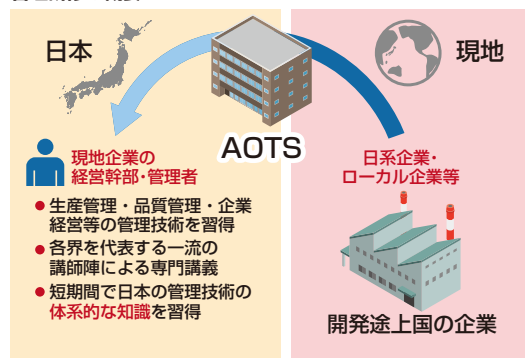 日本
現地
AOTS
現地企業の
経営幹部・管理者
●生産管理・品質管理・企業
経営等の管理技術を習得
●各界を代表する一流の
講師陣による専門講義
●短期間で日本の管理技術の
体系的な知識を習得
日系企業・
ローカル企業等
開発途上国の企業